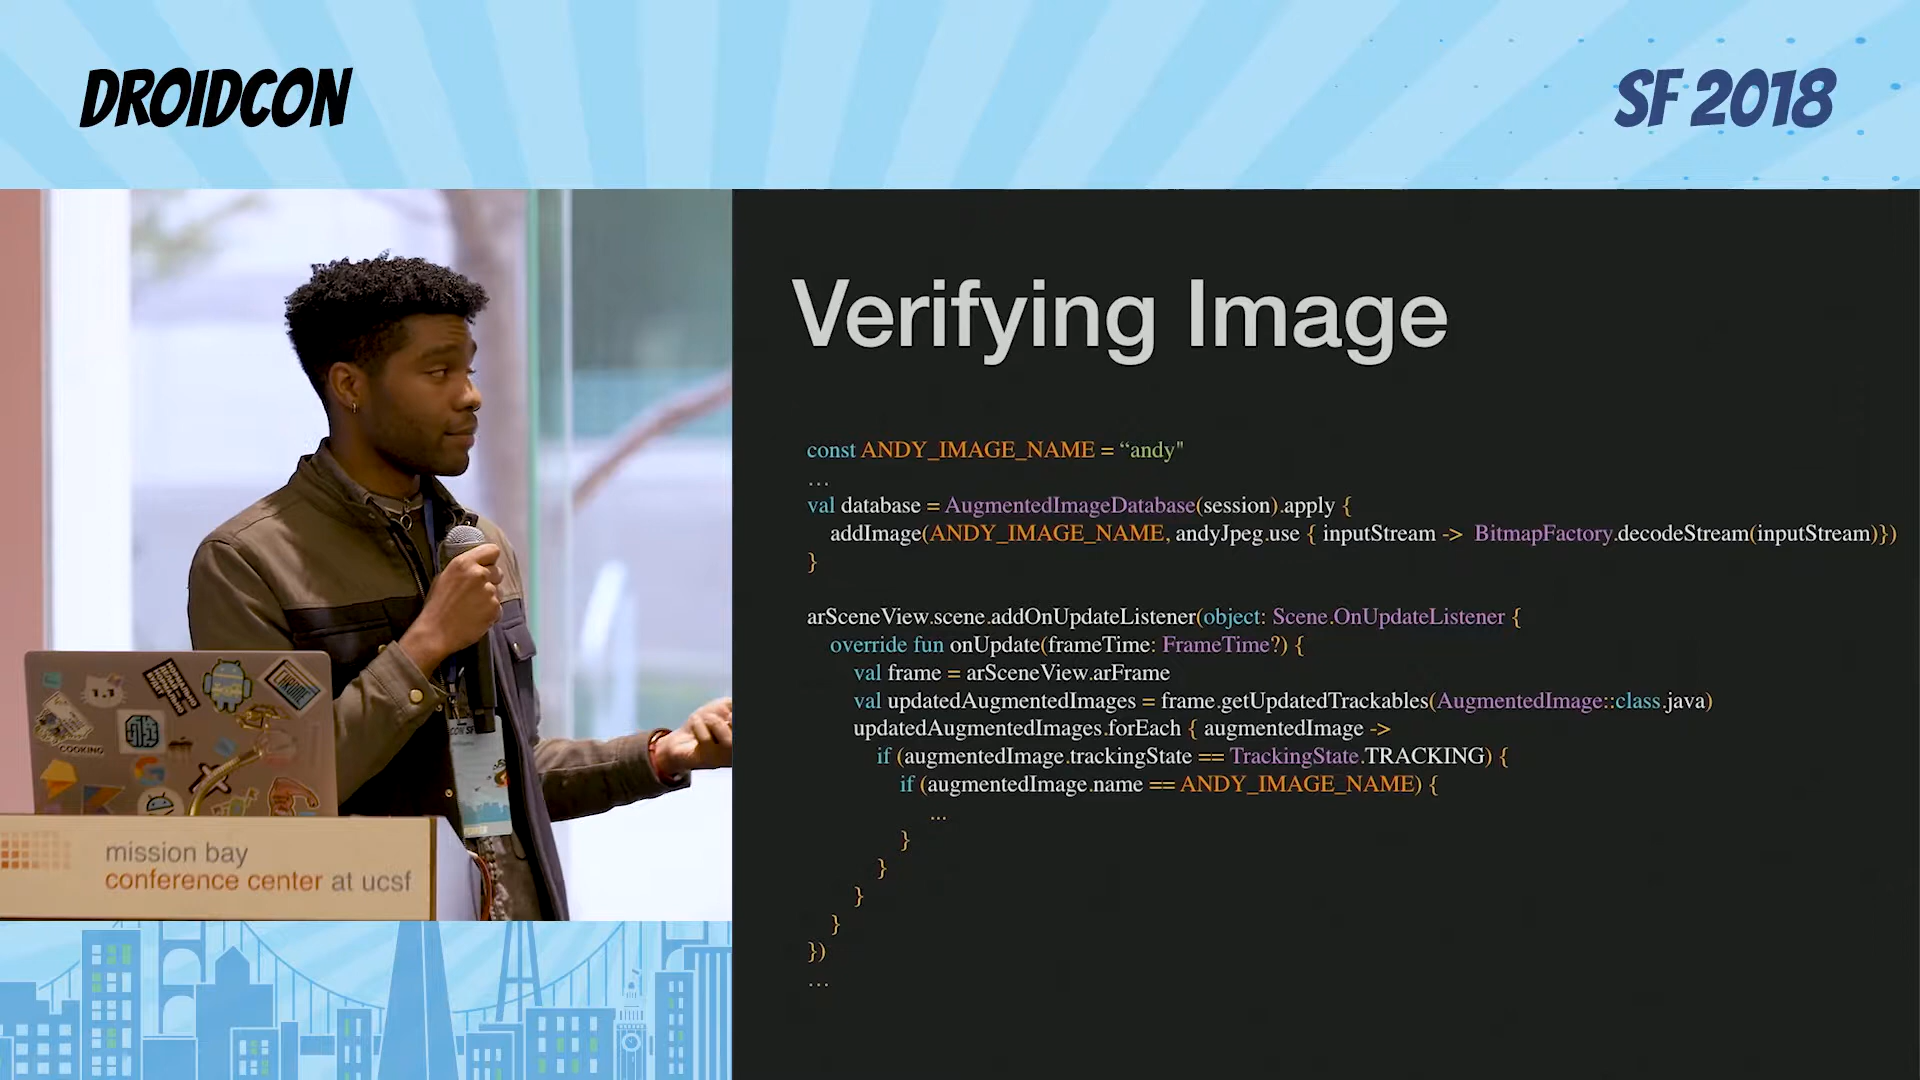 DROIDCON
SF 2018
Verifying Image
const ANDY_IMAGE_NAME = “andy"
...
val database = AugmentedImageDatabase(session).apply {
addImage(ANDY_IMAGE_NAME, andyJpeg.use { inputStream -> BitmapFactory.decodeStream(inputStream)})
}
arSceneView.scene.addOnUpdateListener(object: Scene.OnUpdateListener {
override fun onUpdate(frameTime: FrameTime?) {
val frame = arSceneView.arFrame
val updatedAugmentedImages = frame.getUpdatedTrackables(AugmentedImage::class.java)
updatedAugmentedImages.forEach { augmentedImage ->
if (augmentedImage.trackingState == TrackingState.TRACKING) {
if (augmentedImage.name == ANDY_IMAGE_NAME) {
...
}
}
}
}
})
...
1.1
COOKING
mission bay
conference center at ucsf